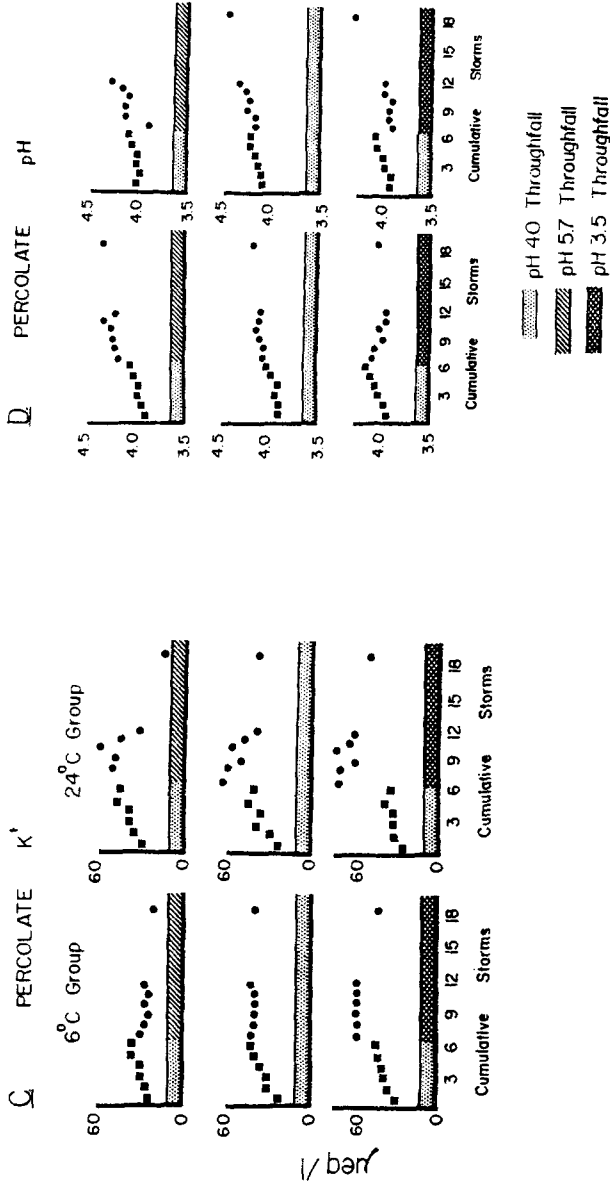 C PERCOLATE K⁺
6°C Group 24°C Group
60 60
0 0
60 60
0 0
60 60
0 0
3 6 9 12 15 18 3 6 9 12 15 18
Cumulative Storms Cumulative Storms
μeq/l
D PERCOLATE pH
4.5 4.5
4.0 4.0
3.5 3.5
4.5 4.5
4.0 4.0
3.5 3.5
4.5 4.5
4.0 4.0
3.5 3.5
3 6 9 12 15 18 3 6 9 12 15 18
Cumulative Storms Cumulative Storms
pH 4.0 Throughfall
pH 5.7 Throughfall
pH 3.5 Throughfall